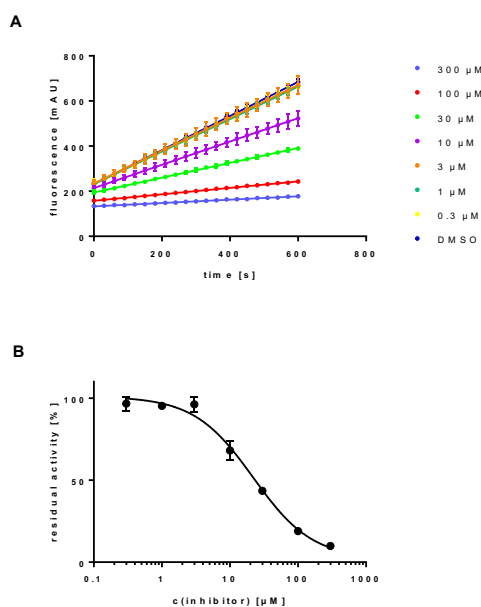 A
fluorescence [mAU]
800
600
400
200
0
0 200 400 600 800
time [s]
300 µM
100 µM
30 µM
10 µM
3 µM
1 µM
0.3 µM
DMSO
B
residual activity [%]
100
50
0
0.1 1 10 100 1000
c(inhibitor) [µM]